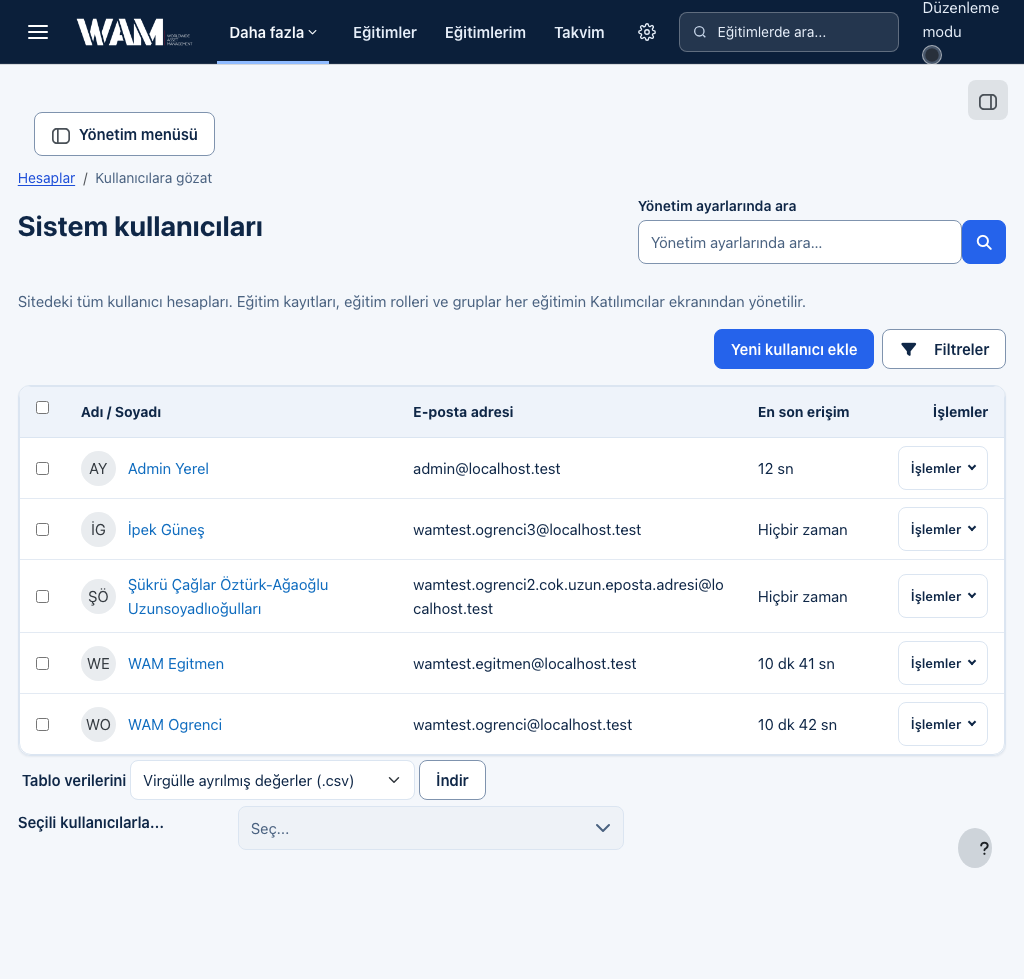 Düzenleme
modu
WAM
WORLDWIDE
ASSET
MANAGEMENT
Daha fazla
Eğitimler
Eğitimlerim
Takvim
Eğitimlerde ara...
Yönetim menüsü
Hesaplar / Kullanıcılara gözat
Sistem kullanıcıları
Yönetim ayarlarında ara
Yönetim ayarlarında ara...
Sitedeki tüm kullanıcı hesapları. Eğitim kayıtları, eğitim rolleri ve gruplar her eğitimin Katılımcılar ekranından yönetilir.
Yeni kullanıcı ekle
Filtreler
Adı / Soyadı E-posta adresi En son erişim İşlemler
AY Admin Yerel admin@localhost.test 12 sn İşlemler
İG İpek Güneş wamtest.ogrenci3@localhost.test Hiçbir zaman İşlemler
ŞÖ Şükrü Çağlar Öztürk-Ağaoğlu
Uzunsoyadlıoğulları
wamtest.ogrenci2.cok.uzun.eposta.adresi@lo
calhost.test
Hiçbir zaman İşlemler
WE WAM Egitmen wamtest.egitmen@localhost.test 10 dk 41 sn İşlemler
WO WAM Ogrenci wamtest.ogrenci@localhost.test 10 dk 42 sn İşlemler
Tablo verilerini Virgülle ayrılmış değerler (.csv) İndir
Seçili kullanıcılarla... Seç...
?